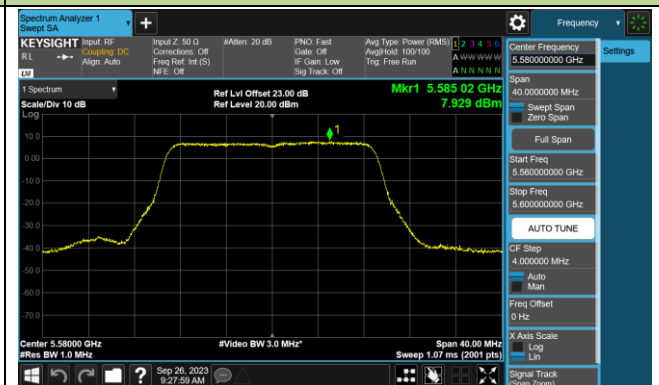 Spectrum Analyzer 1
Swept SA
+
Frequency
KEYSIGHT
RL
Input: RF
Coupling: DC
Align: Auto
Input Z: 50 Ω
Corrections: Off
Freq Ref: Int (S)
NFE: Off
#Atten: 20 dB
PNO: Fast
Gate: Off
IF Gain: Low
Sig Track: Off
Avg Type: Power (RMS)
Avg|Hold: 100/100
Trig: Free Run
1 2 3 4 5 6
A W W W W W
A N N N N N
LXI
1 Spectrum
Scale/Div 10 dB
Log
Ref Lvl Offset 23.00 dB
Ref Level 20.00 dBm
Mkr1 5.585 02 GHz
7.929 dBm
1
10.0
0.00
-10.0
-20.0
-30.0
-40.0
-50.0
-60.0
-70.0
Center 5.58000 GHz
#Res BW 1.0 MHz
#Video BW 3.0 MHz*
Span 40.00 MHz
Sweep 1.07 ms (2001 pts)
Center Frequency
5.580000000 GHz
Settings
Span
40.0000000 MHz
Swept Span
Zero Span
Full Span
Start Freq
5.560000000 GHz
Stop Freq
5.600000000 GHz
AUTO TUNE
CF Step
4.000000 MHz
Auto
Man
Freq Offset
0 Hz
X Axis Scale
Log
Lin
Signal Track
(Span Zoom)
?
Sep 26, 2023
9:27:59 AM